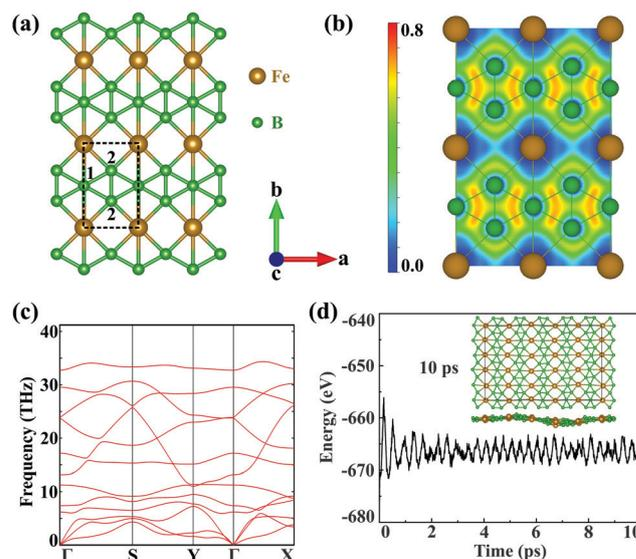 (a)
Fe
B
2
1
2
b
c
a
(b)
0.8
0.0
(c)
40
30
20
10
0
Frequency (THz)
Γ S Y Γ X
(d)
-640
-650
-660
-670
-680
Energy (eV)
10 ps
0 2 4 6 8 10
Time (ps)